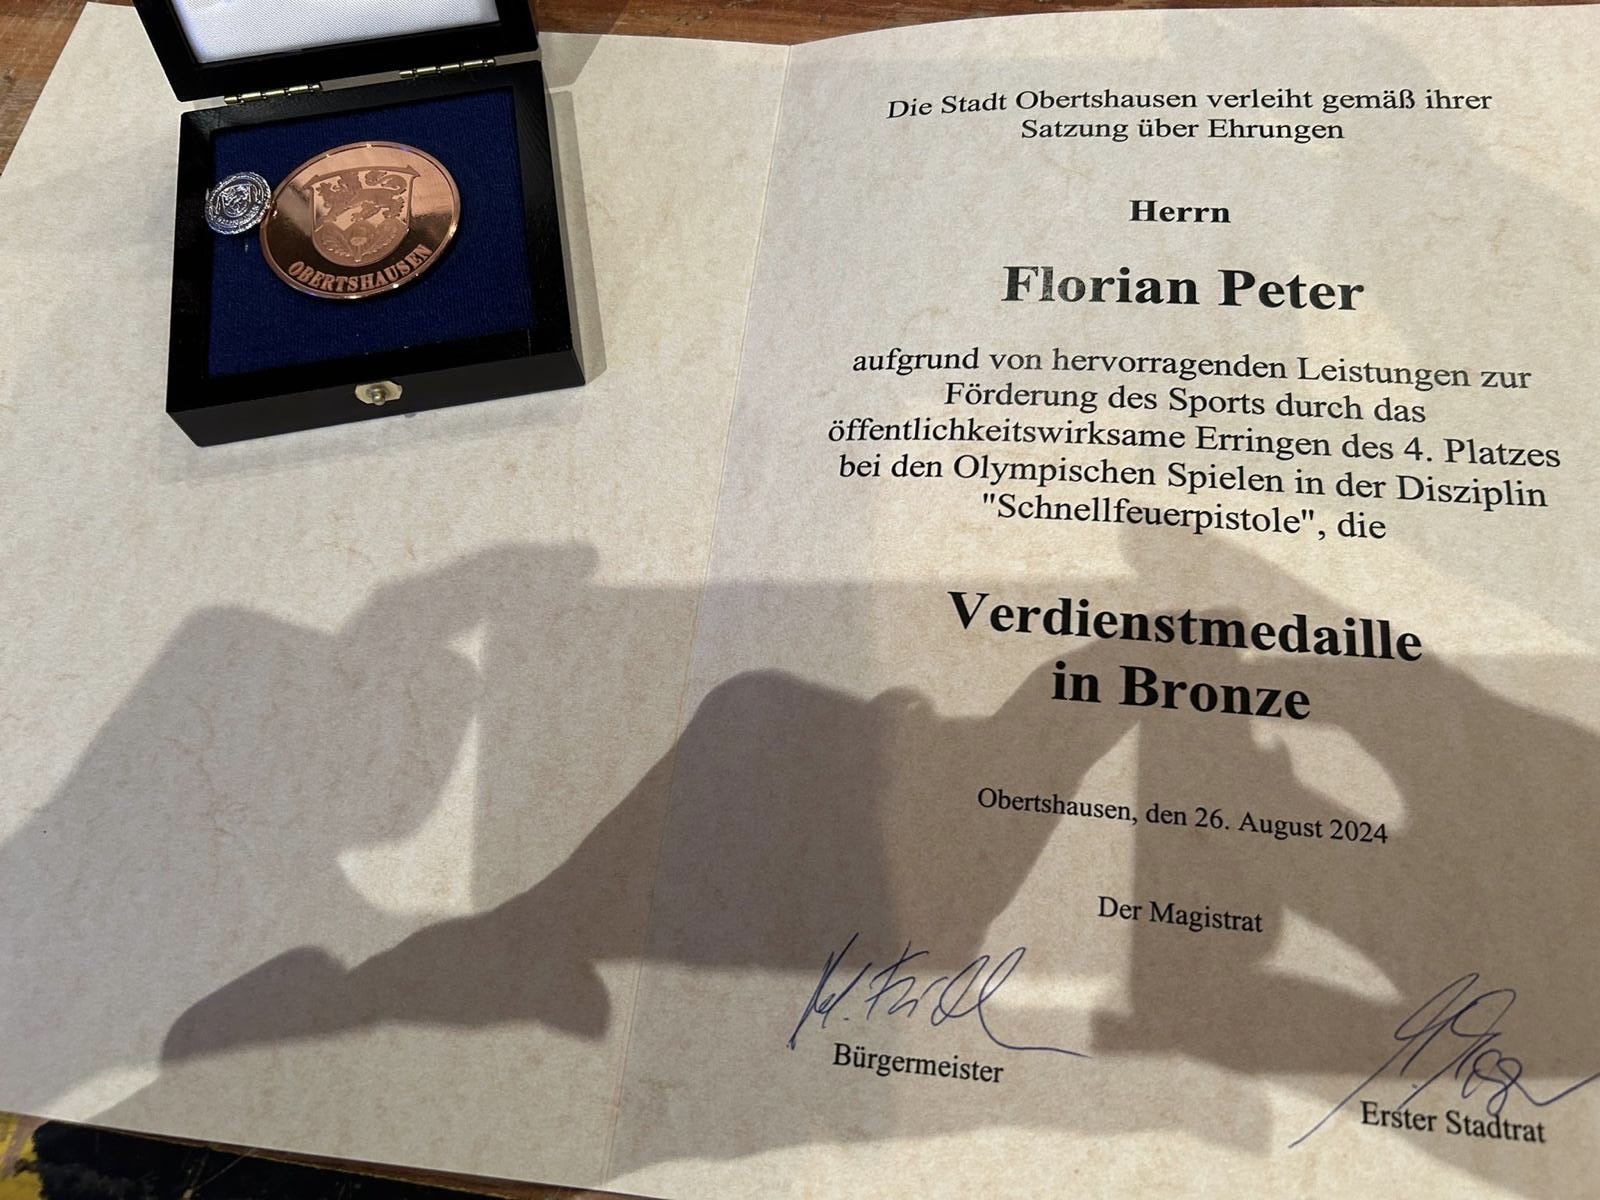 OBERTSHAUSEN
Die Stadt Obertshausen verleiht gemäß ihrer
Satzung über Ehrungen
Herrn
Florian Peter
aufgrund von hervorragenden Leistungen zur
Förderung des Sports durch das
öffentlichkeitswirksame Erringen des 4. Platzes
bei den Olympischen Spielen in der Disziplin
"Schnellfeuerpistole", die
Verdienstmedaille
in Bronze
Obertshausen, den 26. August 2024
Der Magistrat
Bürgermeister
Erster Stadtrat